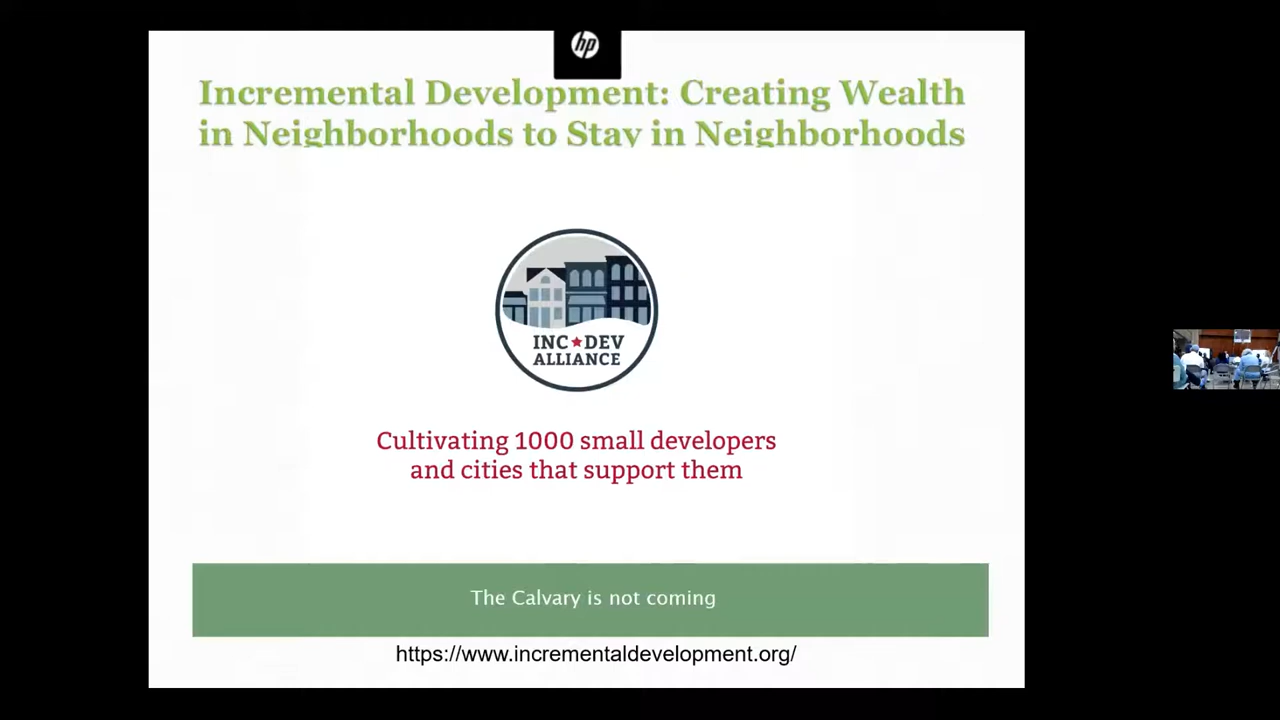 hp
Incremental Development: Creating Wealth
in Neighborhoods to Stay in Neighborhoods
INC★DEV
ALLIANCE
Cultivating 1000 small developers
and cities that support them
The Calvary is not coming
https://www.incrementaldevelopment.org/